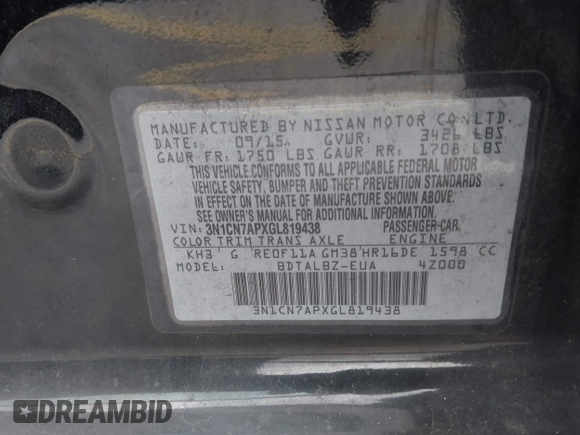 MANUFACTURED BY NISSAN MOTOR CO.,LTD.
DATE: 09/15 GVWR: 3426 LBS
GAWR FR: 1750 LBS GAWR RR: 1708 LBS
THIS VEHICLE CONFORMS TO ALL APPLICABLE FEDERAL MOTOR
VEHICLE SAFETY, BUMPER AND THEFT PREVENTION STANDARDS
IN EFFECT ON THE DATE OF MANUFACTURE SHOWN ABOVE.
SEE OWNER'S MANUAL FOR ADDITIONAL INFORMATION.
VIN: 3N1CN7APXGL819438 PASSENGER CAR
COLOR TRIM TRANS AXLE ENGINE
KH3 G RE0F11A GM38 HR16DE 1598 CC
MODEL: BDTALBZ-EUA 4Z000
3N1CN7APXGL819438
DREAMBID